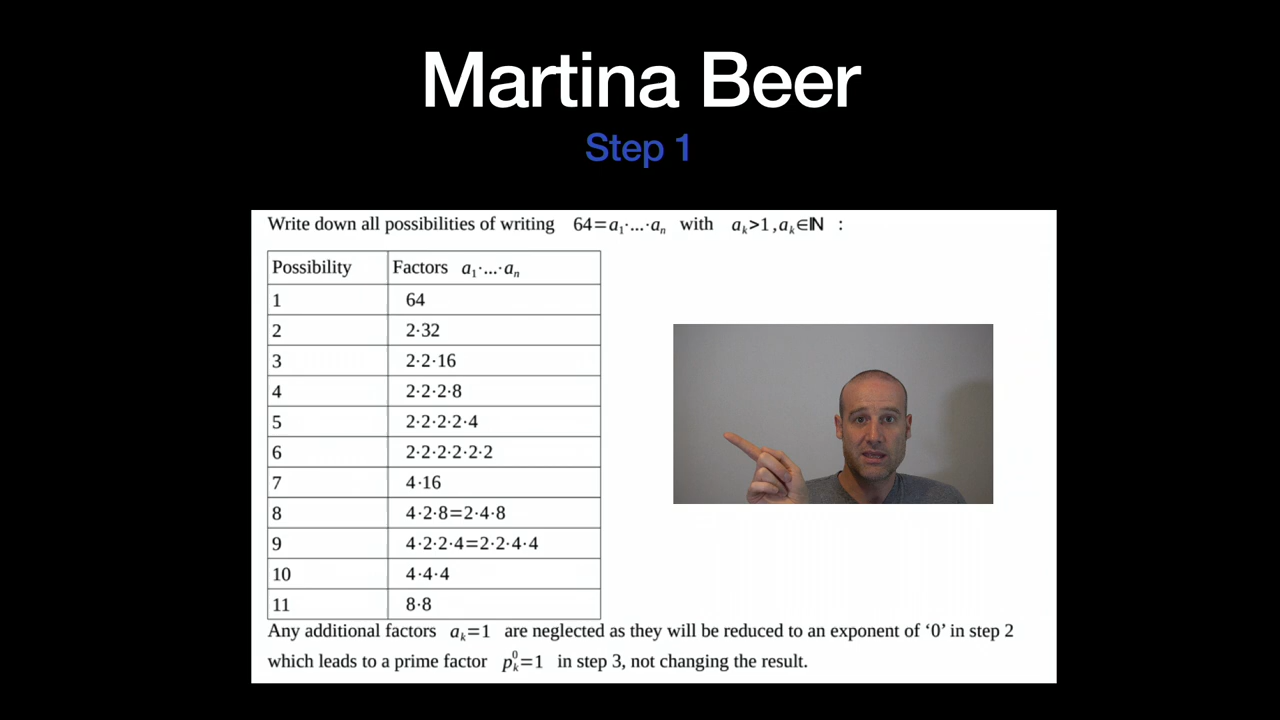 Martina Beer
Step 1
Write down all possibilities of writing 64=a₁·...·aₙ with aₖ>1,aₖ∈ℕ :
Possibility Factors a₁·...·aₙ
1 64
2 2·32
3 2·2·16
4 2·2·2·8
5 2·2·2·2·4
6 2·2·2·2·2·2
7 4·16
8 4·2·8=2·4·8
9 4·2·2·4=2·2·4·4
10 4·4·4
11 8·8
Any additional factors aₖ=1 are neglected as they will be reduced to an exponent of ‘0’ in step 2
which leads to a prime factor pₖ⁰=1 in step 3, not changing the result.